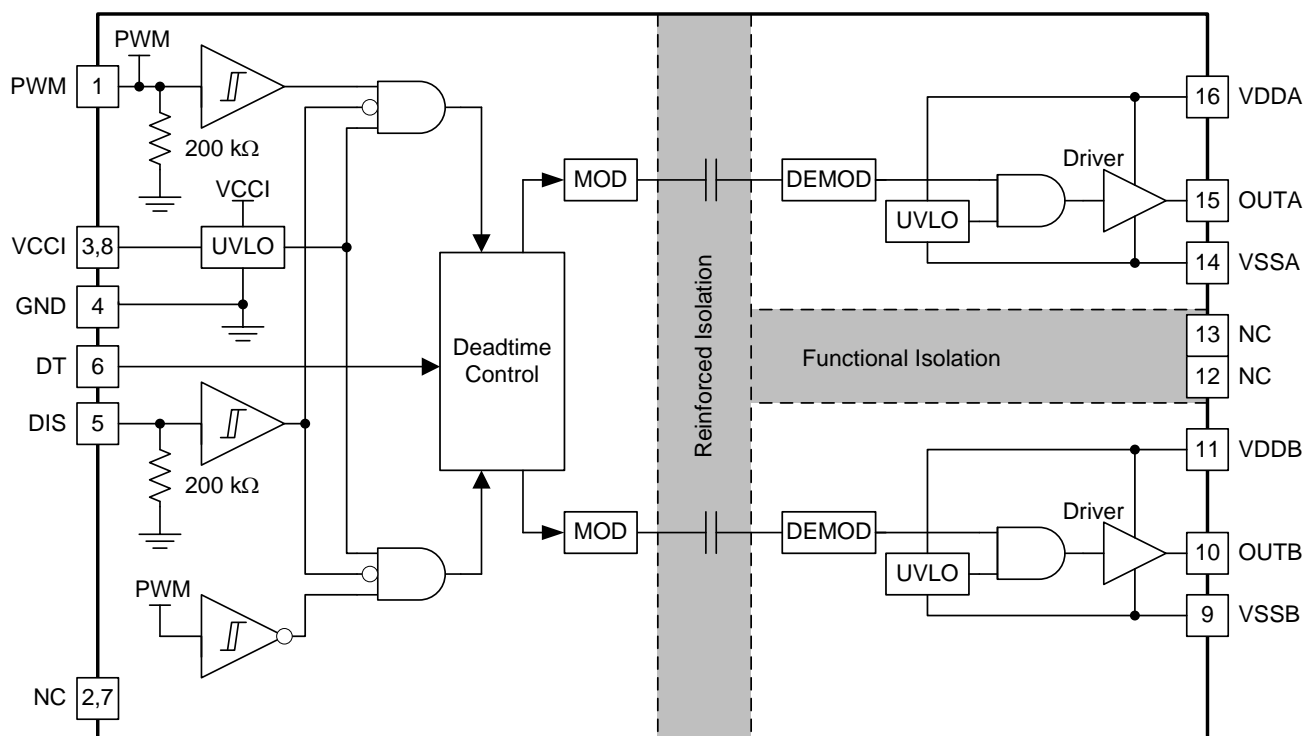 PWM
PWM 1
200 kΩ
VCCI
VCCI 3,8 UVLO
GND 4
DT 6
DIS 5
200 kΩ
PWM
NC 2,7
Deadtime
Control
MOD
MOD
Reinforced Isolation
Functional Isolation
DEMOD
UVLO
Driver
16 VDDA
15 OUTA
14 VSSA
13 NC
12 NC
11 VDDB
DEMOD
UVLO
Driver
10 OUTB
9 VSSB